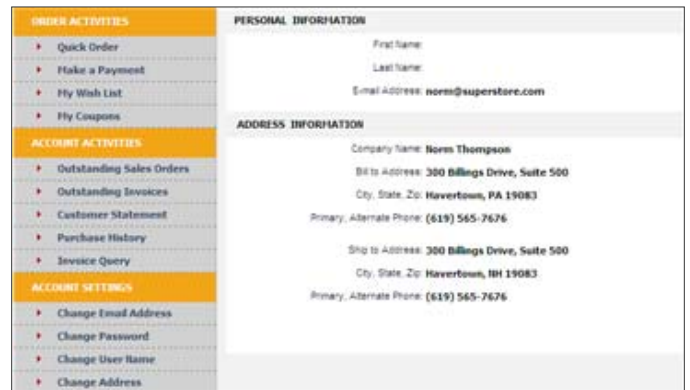 ORDER ACTIVITIES
Quick Order
Make a Payment
My Wish List
My Coupons
ACCOUNT ACTIVITIES
Outstanding Sales Orders
Outstanding Invoices
Customer Statement
Purchase History
Invoice Query
ACCOUNT SETTINGS
Change Email Address
Change Password
Change User Name
Change Address
PERSONAL INFORMATION
First Name:
Last Name:
E-mail Address: norm@superstore.com
ADDRESS INFORMATION
Company Name: Norm Thompson
Bill to Address: 300 Billings Drive, Suite 500
City, State, Zip: Havertown, PA 19083
Primary, Alternate Phone: (619) 565-7676
Ship to Address: 300 Billings Drive, Suite 500
City, State, Zip: Havertown, NH 19083
Primary, Alternate Phone: (619) 565-7676